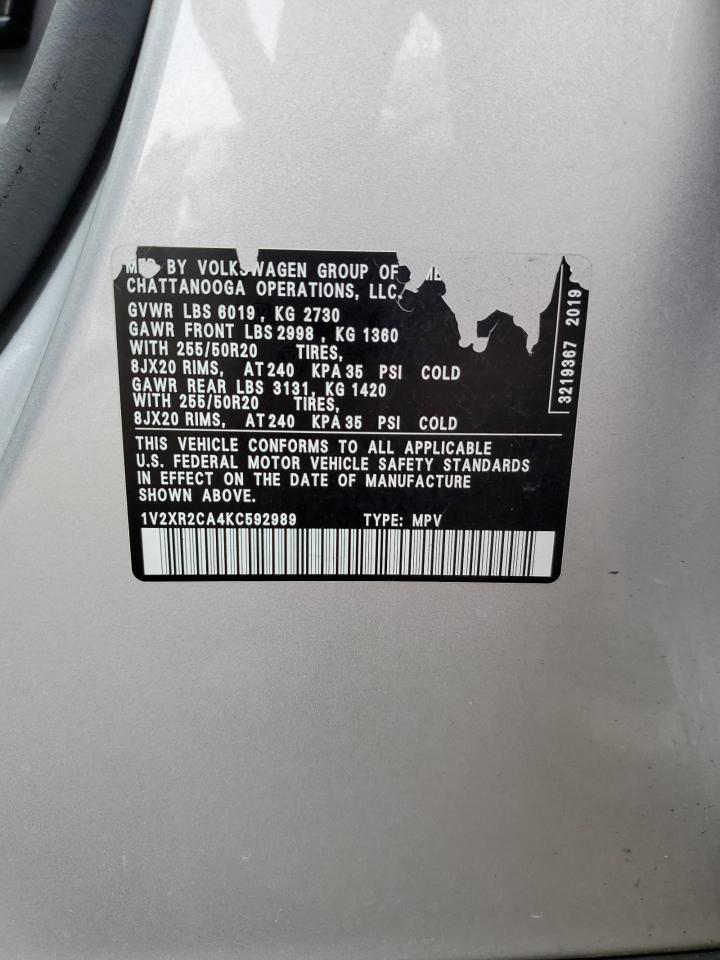 BY VOLKSWAGEN GROUP OF
CHATTANOOGA OPERATIONS, LLC.
GVWR LBS 6019, KG 2730
GAWR FRONT LBS 2998, KG 1360
WITH 255/50R20 TIRES,
8JX20 RIMS, AT 240 KPA 35 PSI COLD
GAWR REAR LBS 3131, KG 1420
WITH 255/50R20 TIRES,
8JX20 RIMS, AT 240 KPA 35 PSI COLD
THIS VEHICLE CONFORMS TO ALL APPLICABLE
U.S. FEDERAL MOTOR VEHICLE SAFETY STANDARDS
IN EFFECT ON THE DATE OF MANUFACTURE
SHOWN ABOVE.
1V2XR2CA4KC592989 TYPE: MPV
3219367 2019